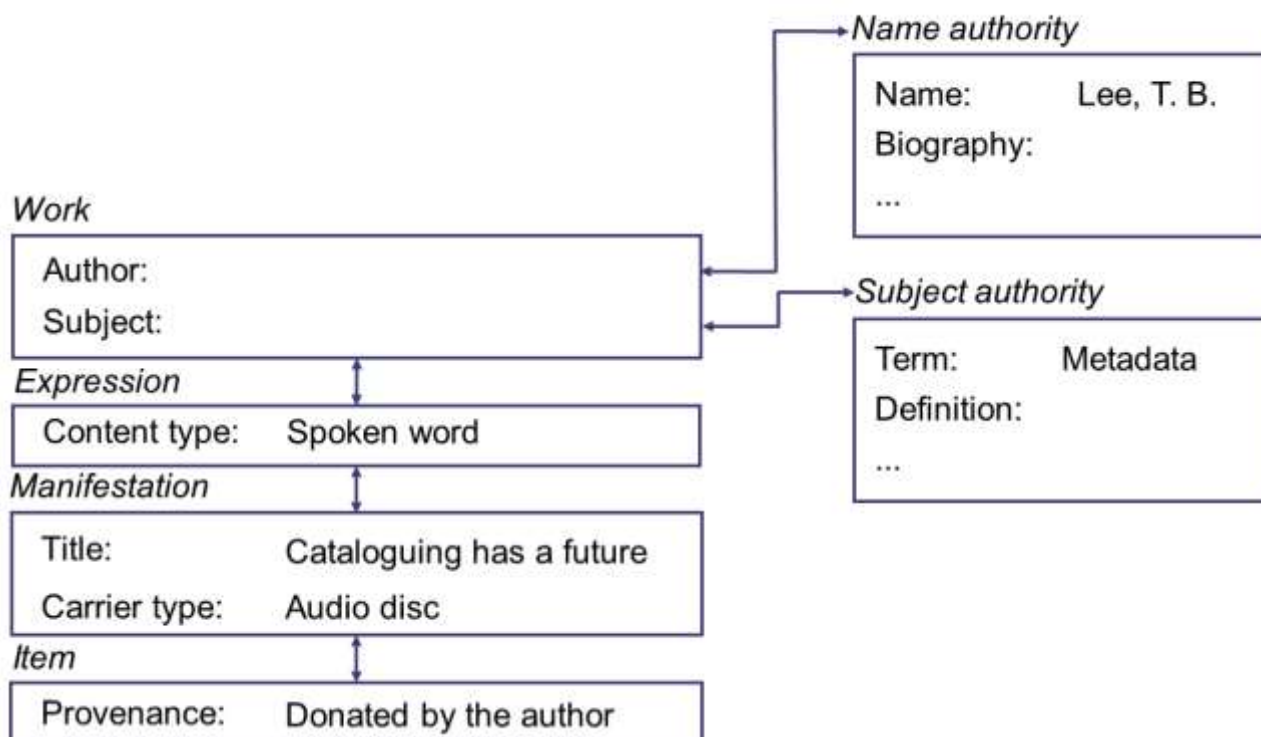 Name authority
Name: Lee, T. B.
Biography:
...
Work
Author:
Subject:
Subject authority
Term: Metadata
Definition:
...
Expression
Content type: Spoken word
Manifestation
Title: Cataloguing has a future
Carrier type: Audio disc
Item
Provenance: Donated by the author